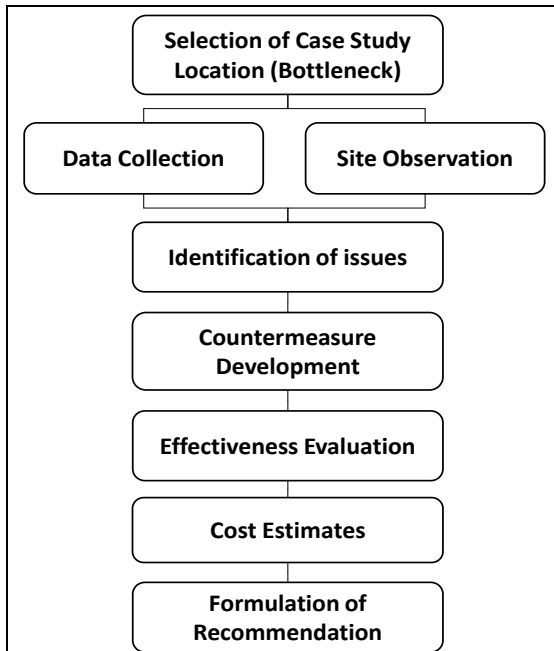 Selection of Case Study
Location (Bottleneck)
Data Collection
Site Observation
Identification of issues
Countermeasure
Development
Effectiveness Evaluation
Cost Estimates
Formulation of
Recommendation